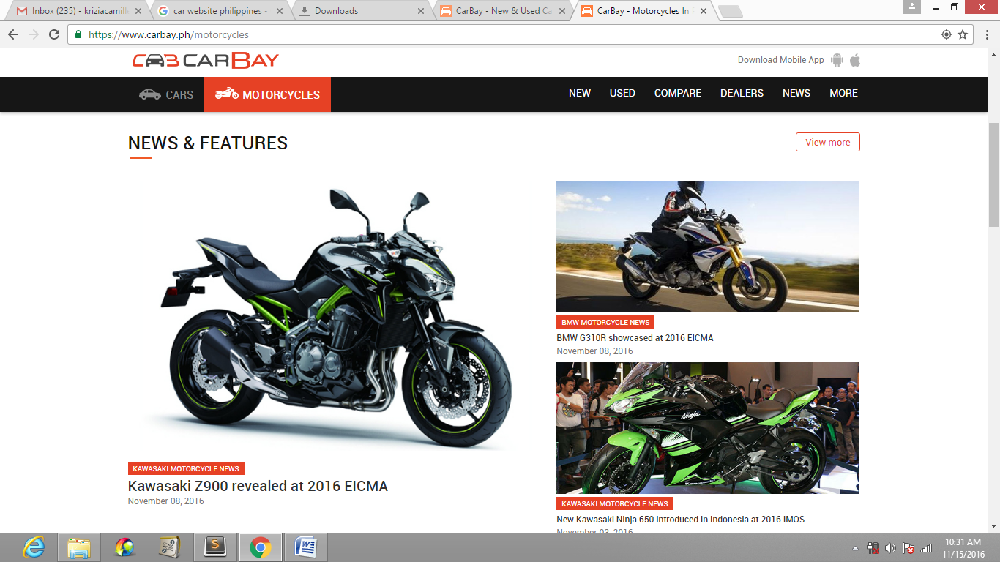 Inbox (235) - kriziacamille
car website philippines -
Downloads
CarBay - New & Used Ca
CarBay - Motorcycles In P
https://www.carbay.ph/motorcycles
CARBAY
Download Mobile App
CARS
MOTORCYCLES
NEW
USED
COMPARE
DEALERS
NEWS
MORE
NEWS & FEATURES
View more
Kawasaki
KAWASAKI MOTORCYCLE NEWS
Kawasaki Z900 revealed at 2016 EICMA
November 08, 2016
BMW MOTORCYCLE NEWS
BMW G310R showcased at 2016 EICMA
November 08, 2016
Ninja
Kawasaki
KAWASAKI MOTORCYCLE NEWS
New Kawasaki Ninja 650 introduced in Indonesia at 2016 IMOS
November 03, 2016
10:31 AM
11/15/2016